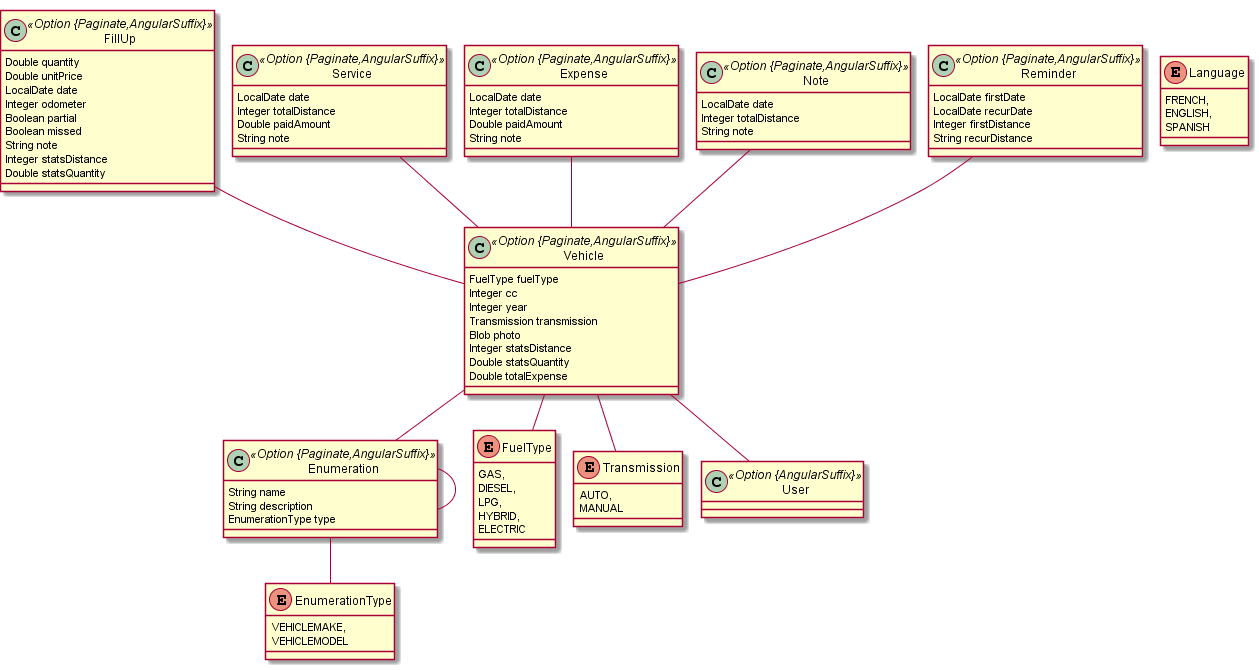 C «Option {Paginate,AngularSuffix}»
FillUp
Double quantity
Double unitPrice
LocalDate date
Integer odometer
Boolean partial
Boolean missed
String note
Integer statsDistance
Double statsQuantity
C «Option {Paginate,AngularSuffix}»
Service
LocalDate date
Integer totalDistance
Double paidAmount
String note
C «Option {Paginate,AngularSuffix}»
Expense
LocalDate date
Integer totalDistance
Double paidAmount
String note
C «Option {Paginate,AngularSuffix}»
Note
LocalDate date
Integer totalDistance
String note
C «Option {Paginate,AngularSuffix}»
Reminder
LocalDate firstDate
LocalDate recurDate
Integer firstDistance
String recurDistance
E Language
FRENCH,
ENGLISH,
SPANISH
C «Option {Paginate,AngularSuffix}»
Vehicle
FuelType fuelType
Integer cc
Integer year
Transmission transmission
Blob photo
Integer statsDistance
Double statsQuantity
Double totalExpense
C «Option {Paginate,AngularSuffix}»
Enumeration
String name
String description
EnumerationType type
E FuelType
GAS,
DIESEL,
LPG,
HYBRID,
ELECTRIC
E Transmission
AUTO,
MANUAL
C «Option {AngularSuffix}»
User
E EnumerationType
VEHICLEMAKE,
VEHICLEMODEL